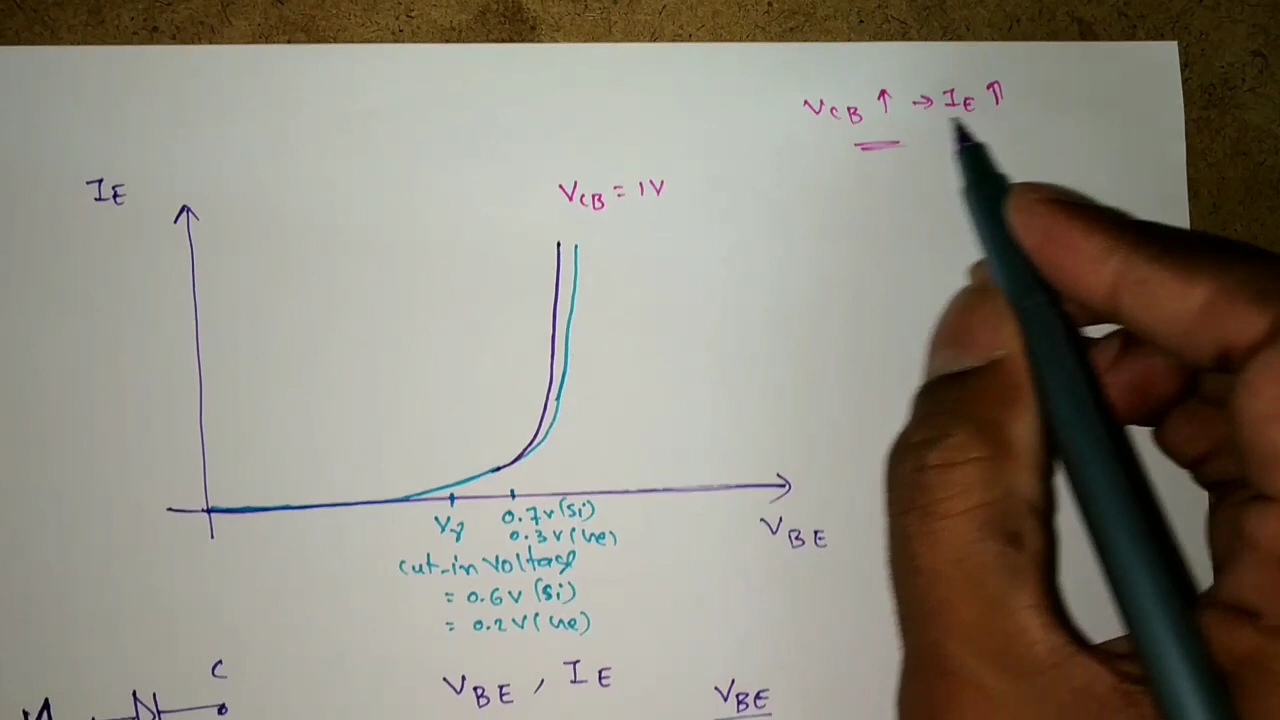 V_CB ↑ → I_E ↑
I_E
V_CB = 1V
Vγ
0.7V(Si)
0.3V(Ge)
V_BE
cut-in voltage
= 0.6V (Si)
= 0.2V (Ge)
C
V_BE, I_E
V_BE